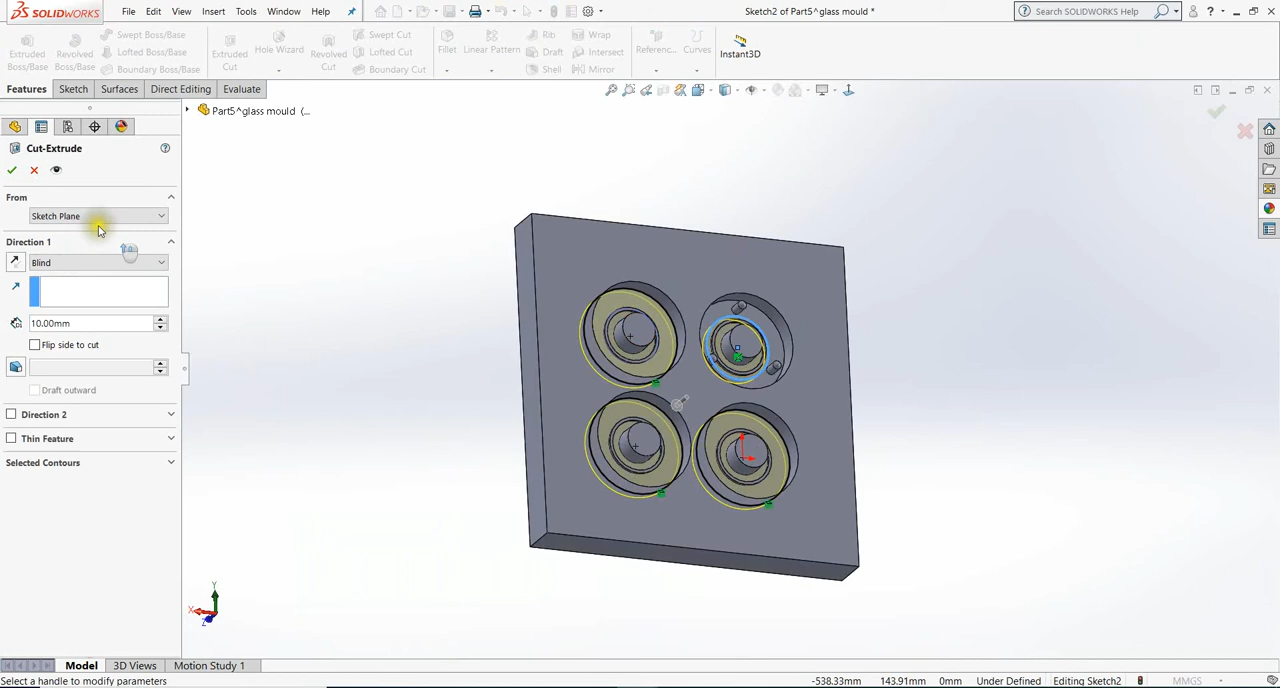 SOLIDWORKS File Edit View Insert Tools Window Help Sketch2 of Part5^glass mould * Search SOLIDWORKS Help
Extruded Boss/Base Revolved Boss/Base Swept Boss/Base Lofted Boss/Base Boundary Boss/Base Extruded Cut Hole Wizard Revolved Cut Swept Cut Lofted Cut Boundary Cut Fillet Linear Pattern Rib Draft Shell Wrap Intersect Mirror Referenc... Curves Instant3D
Features Sketch Surfaces Direct Editing Evaluate
Part5^glass mould (...
Cut-Extrude
From
Sketch Plane
Direction 1
Blind
10.00mm
Flip side to cut
Draft outward
Direction 2
Thin Feature
Selected Contours
Y
X
Z
Model 3D Views Motion Study 1
Select a handle to modify parameters -538.33mm 143.91mm 0mm Under Defined Editing Sketch2 MMGS